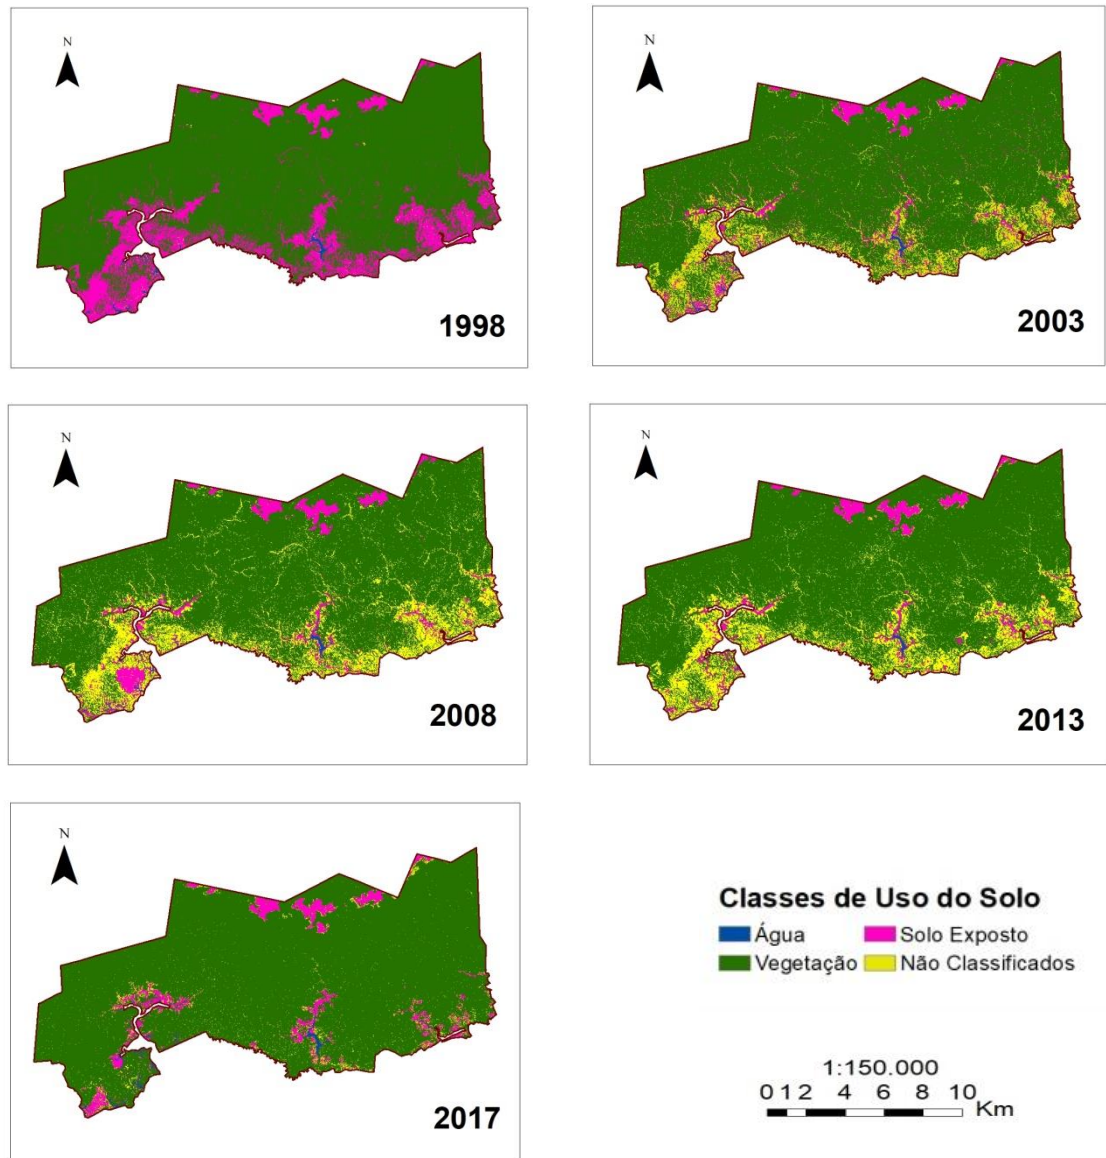 N
1998
N
2003
N
2008
N
2013
N
2017
Classes de Uso do Solo
Água Solo Exposto
Vegetação Não Classificados
1:150.000
0 1 2 4 6 8 10
Km